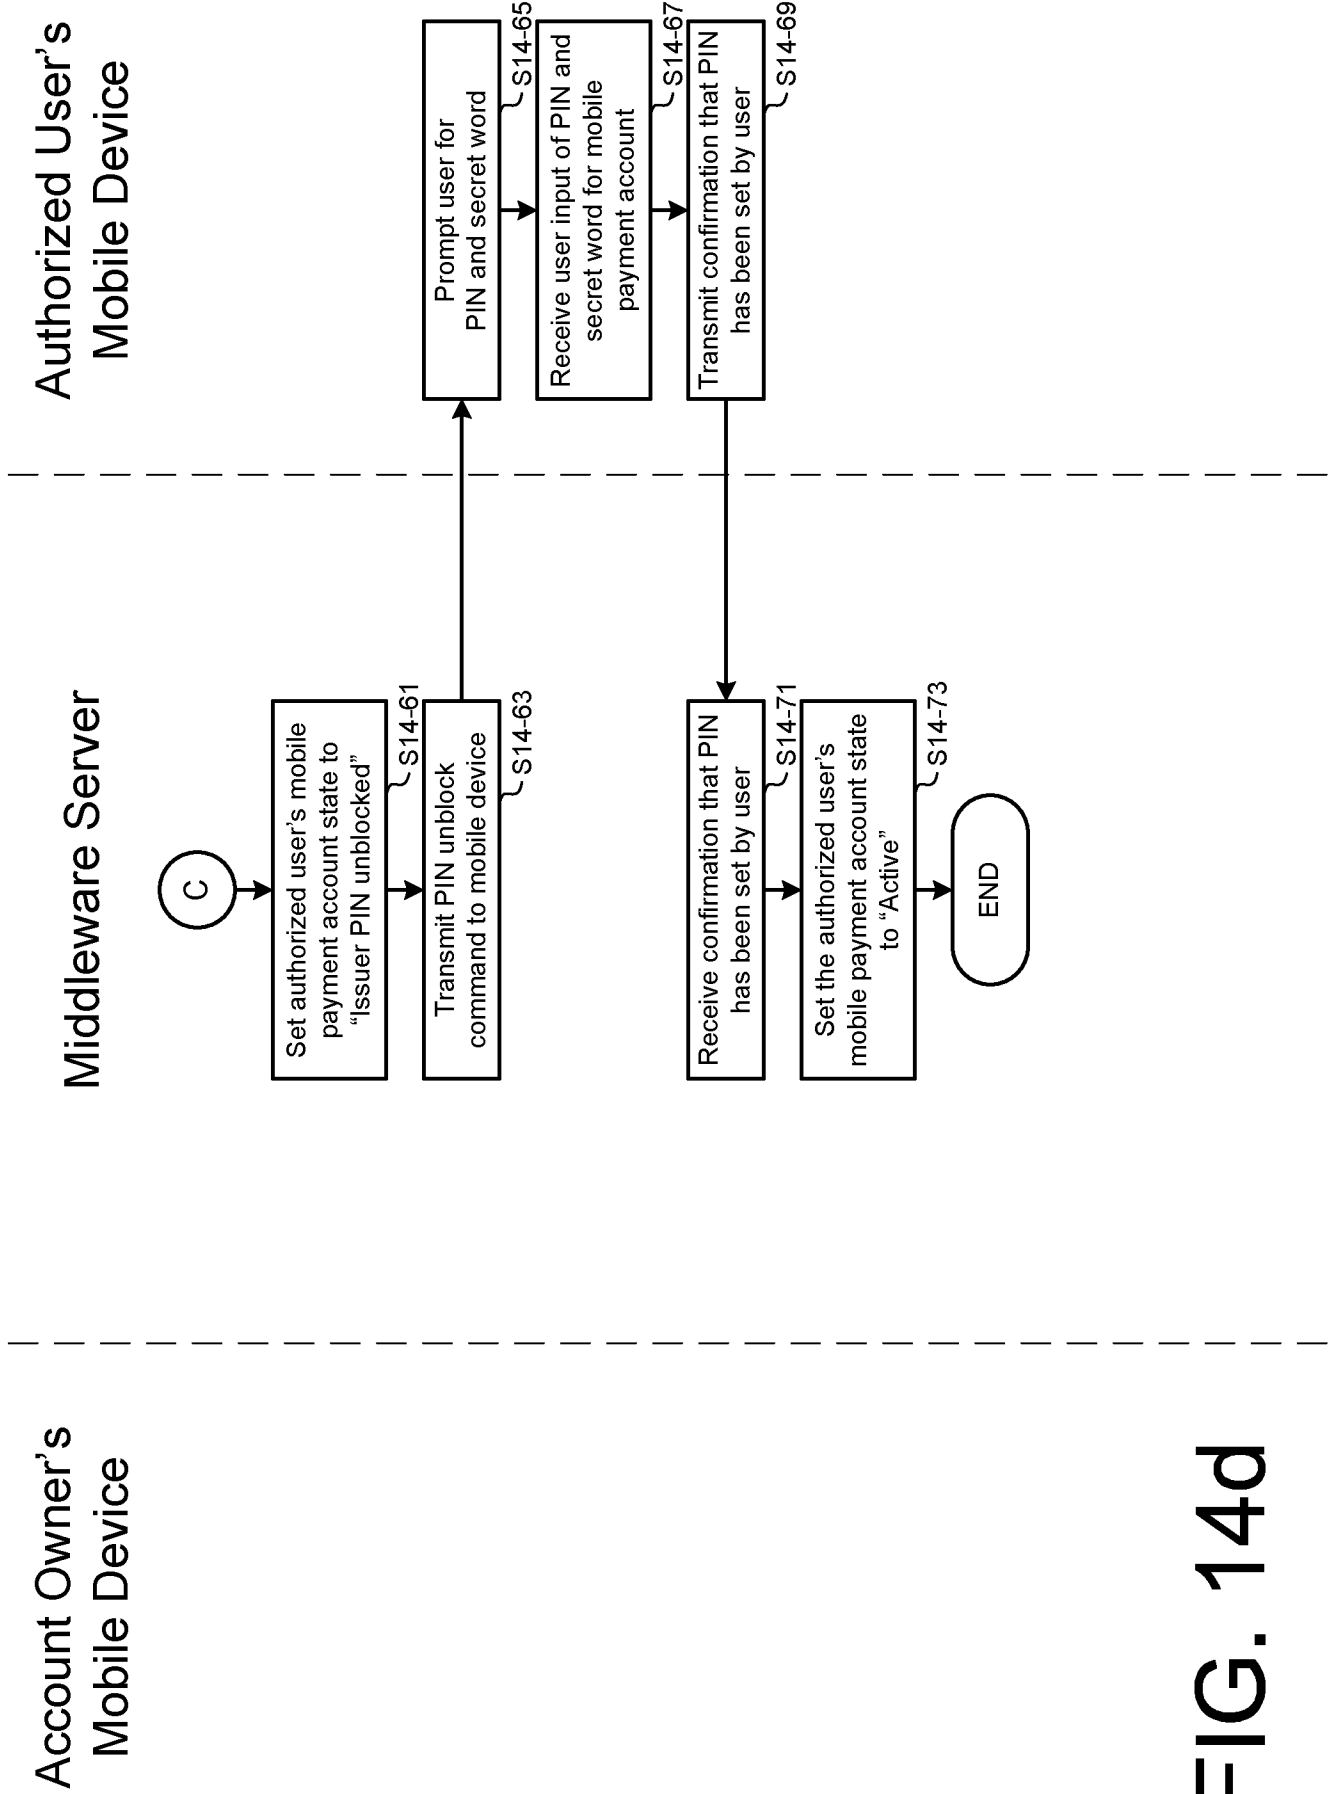 Account Owner's
Mobile Device
Middleware Server
Authorized User's
Mobile Device
C
Set authorized user's mobile
payment account state to
“Issuer PIN unblocked”
S14-61
Transmit PIN unblock
command to mobile device
S14-63
Prompt user for
PIN and secret word
S14-65
Receive user input of PIN and
secret word for mobile
payment account
S14-67
Transmit confirmation that PIN
has been set by user
S14-69
Receive confirmation that PIN
has been set by user
S14-71
Set the authorized user's
mobile payment account state
to “Active”
S14-73
END
FIG. 14d